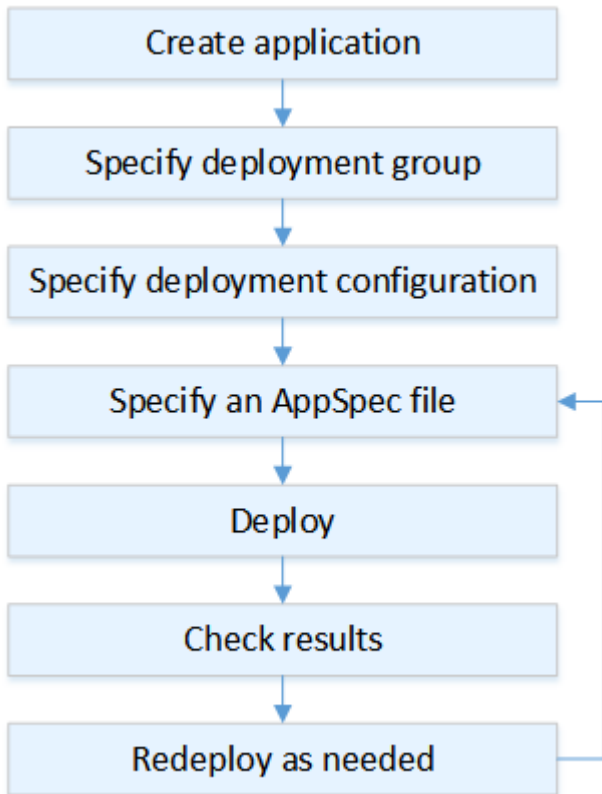 Create application
Specify deployment group
Specify deployment configuration
Specify an AppSpec file
Deploy
Check results
Redeploy as needed